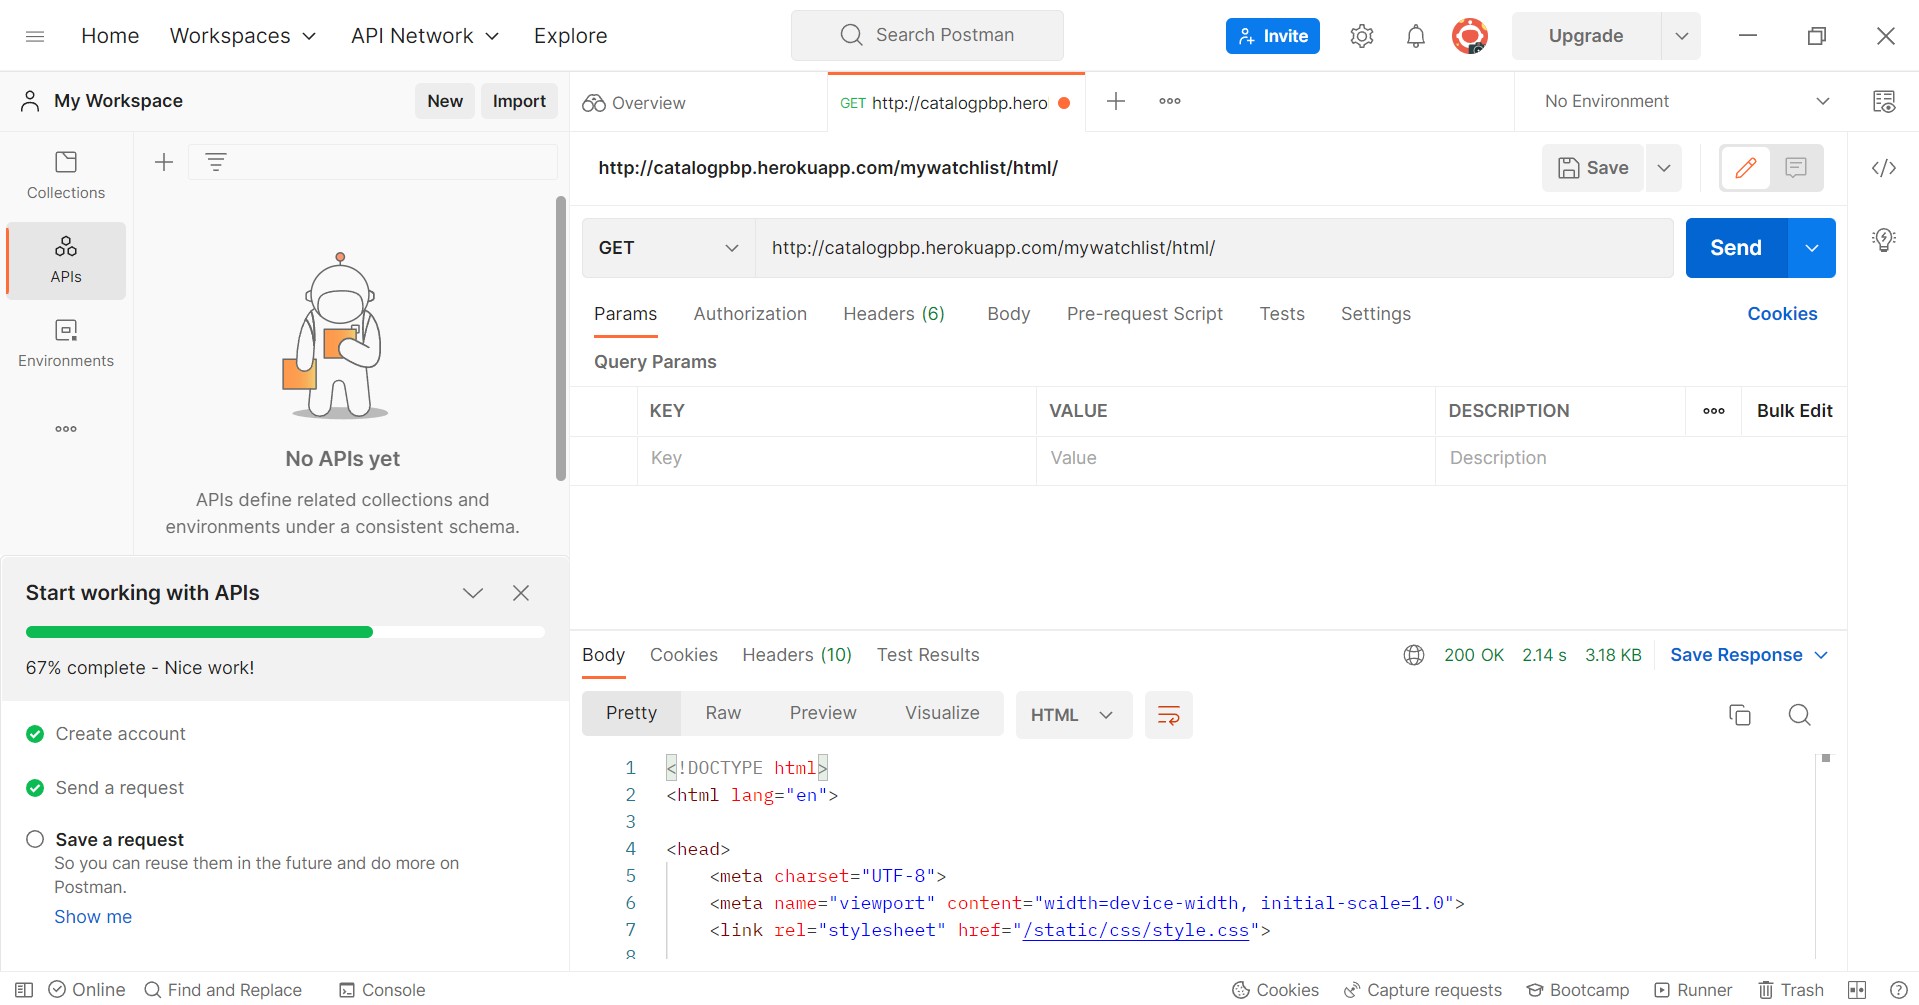 Home Workspaces API Network Explore Search Postman Invite Upgrade
My Workspace New Import Overview GET http://catalogpbp.hero No Environment
Collections
APIs
Environments
No APIs yet
APIs define related collections and
environments under a consistent schema.
Start working with APIs
67% complete - Nice work!
Create account
Send a request
Save a request
So you can reuse them in the future and do more on
Postman.
Show me
http://catalogpbp.herokuapp.com/mywatchlist/html/ Save
GET http://catalogpbp.herokuapp.com/mywatchlist/html/ Send
Params Authorization Headers (6) Body Pre-request Script Tests Settings Cookies
Query Params
KEY VALUE DESCRIPTION Bulk Edit
Key Value Description
Body Cookies Headers (10) Test Results 200 OK 2.14 s 3.18 KB Save Response
Pretty Raw Preview Visualize HTML
1 <!DOCTYPE html>
2 <html lang="en">
3
4 <head>
5 <meta charset="UTF-8">
6 <meta name="viewport" content="width=device-width, initial-scale=1.0">
7 <link rel="stylesheet" href="/static/css/style.css">
8
Online Find and Replace Console Cookies Capture requests Bootcamp Runner Trash